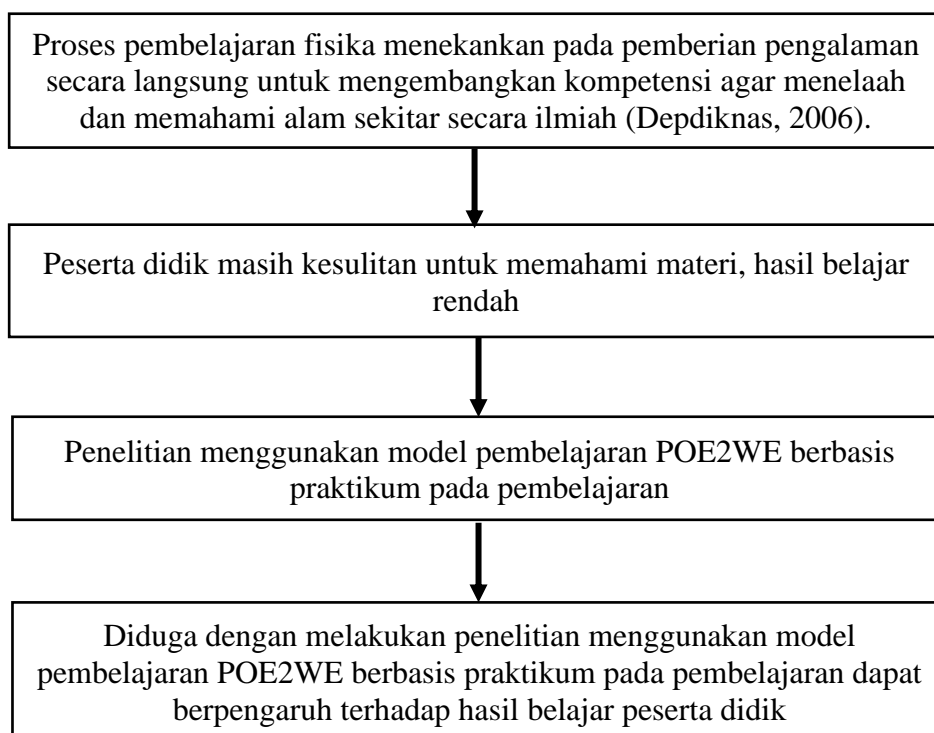 Proses pembelajaran fisika menekankan pada pemberian pengalaman
secara langsung untuk mengembangkan kompetensi agar menelaah
dan memahami alam sekitar secara ilmiah (Depdiknas, 2006).
Peserta didik masih kesulitan untuk memahami materi, hasil belajar
rendah
Penelitian menggunakan model pembelajaran POE2WE berbasis
praktikum pada pembelajaran
Diduga dengan melakukan penelitian menggunakan model
pembelajaran POE2WE berbasis praktikum pada pembelajaran dapat
berpengaruh terhadap hasil belajar peserta didik